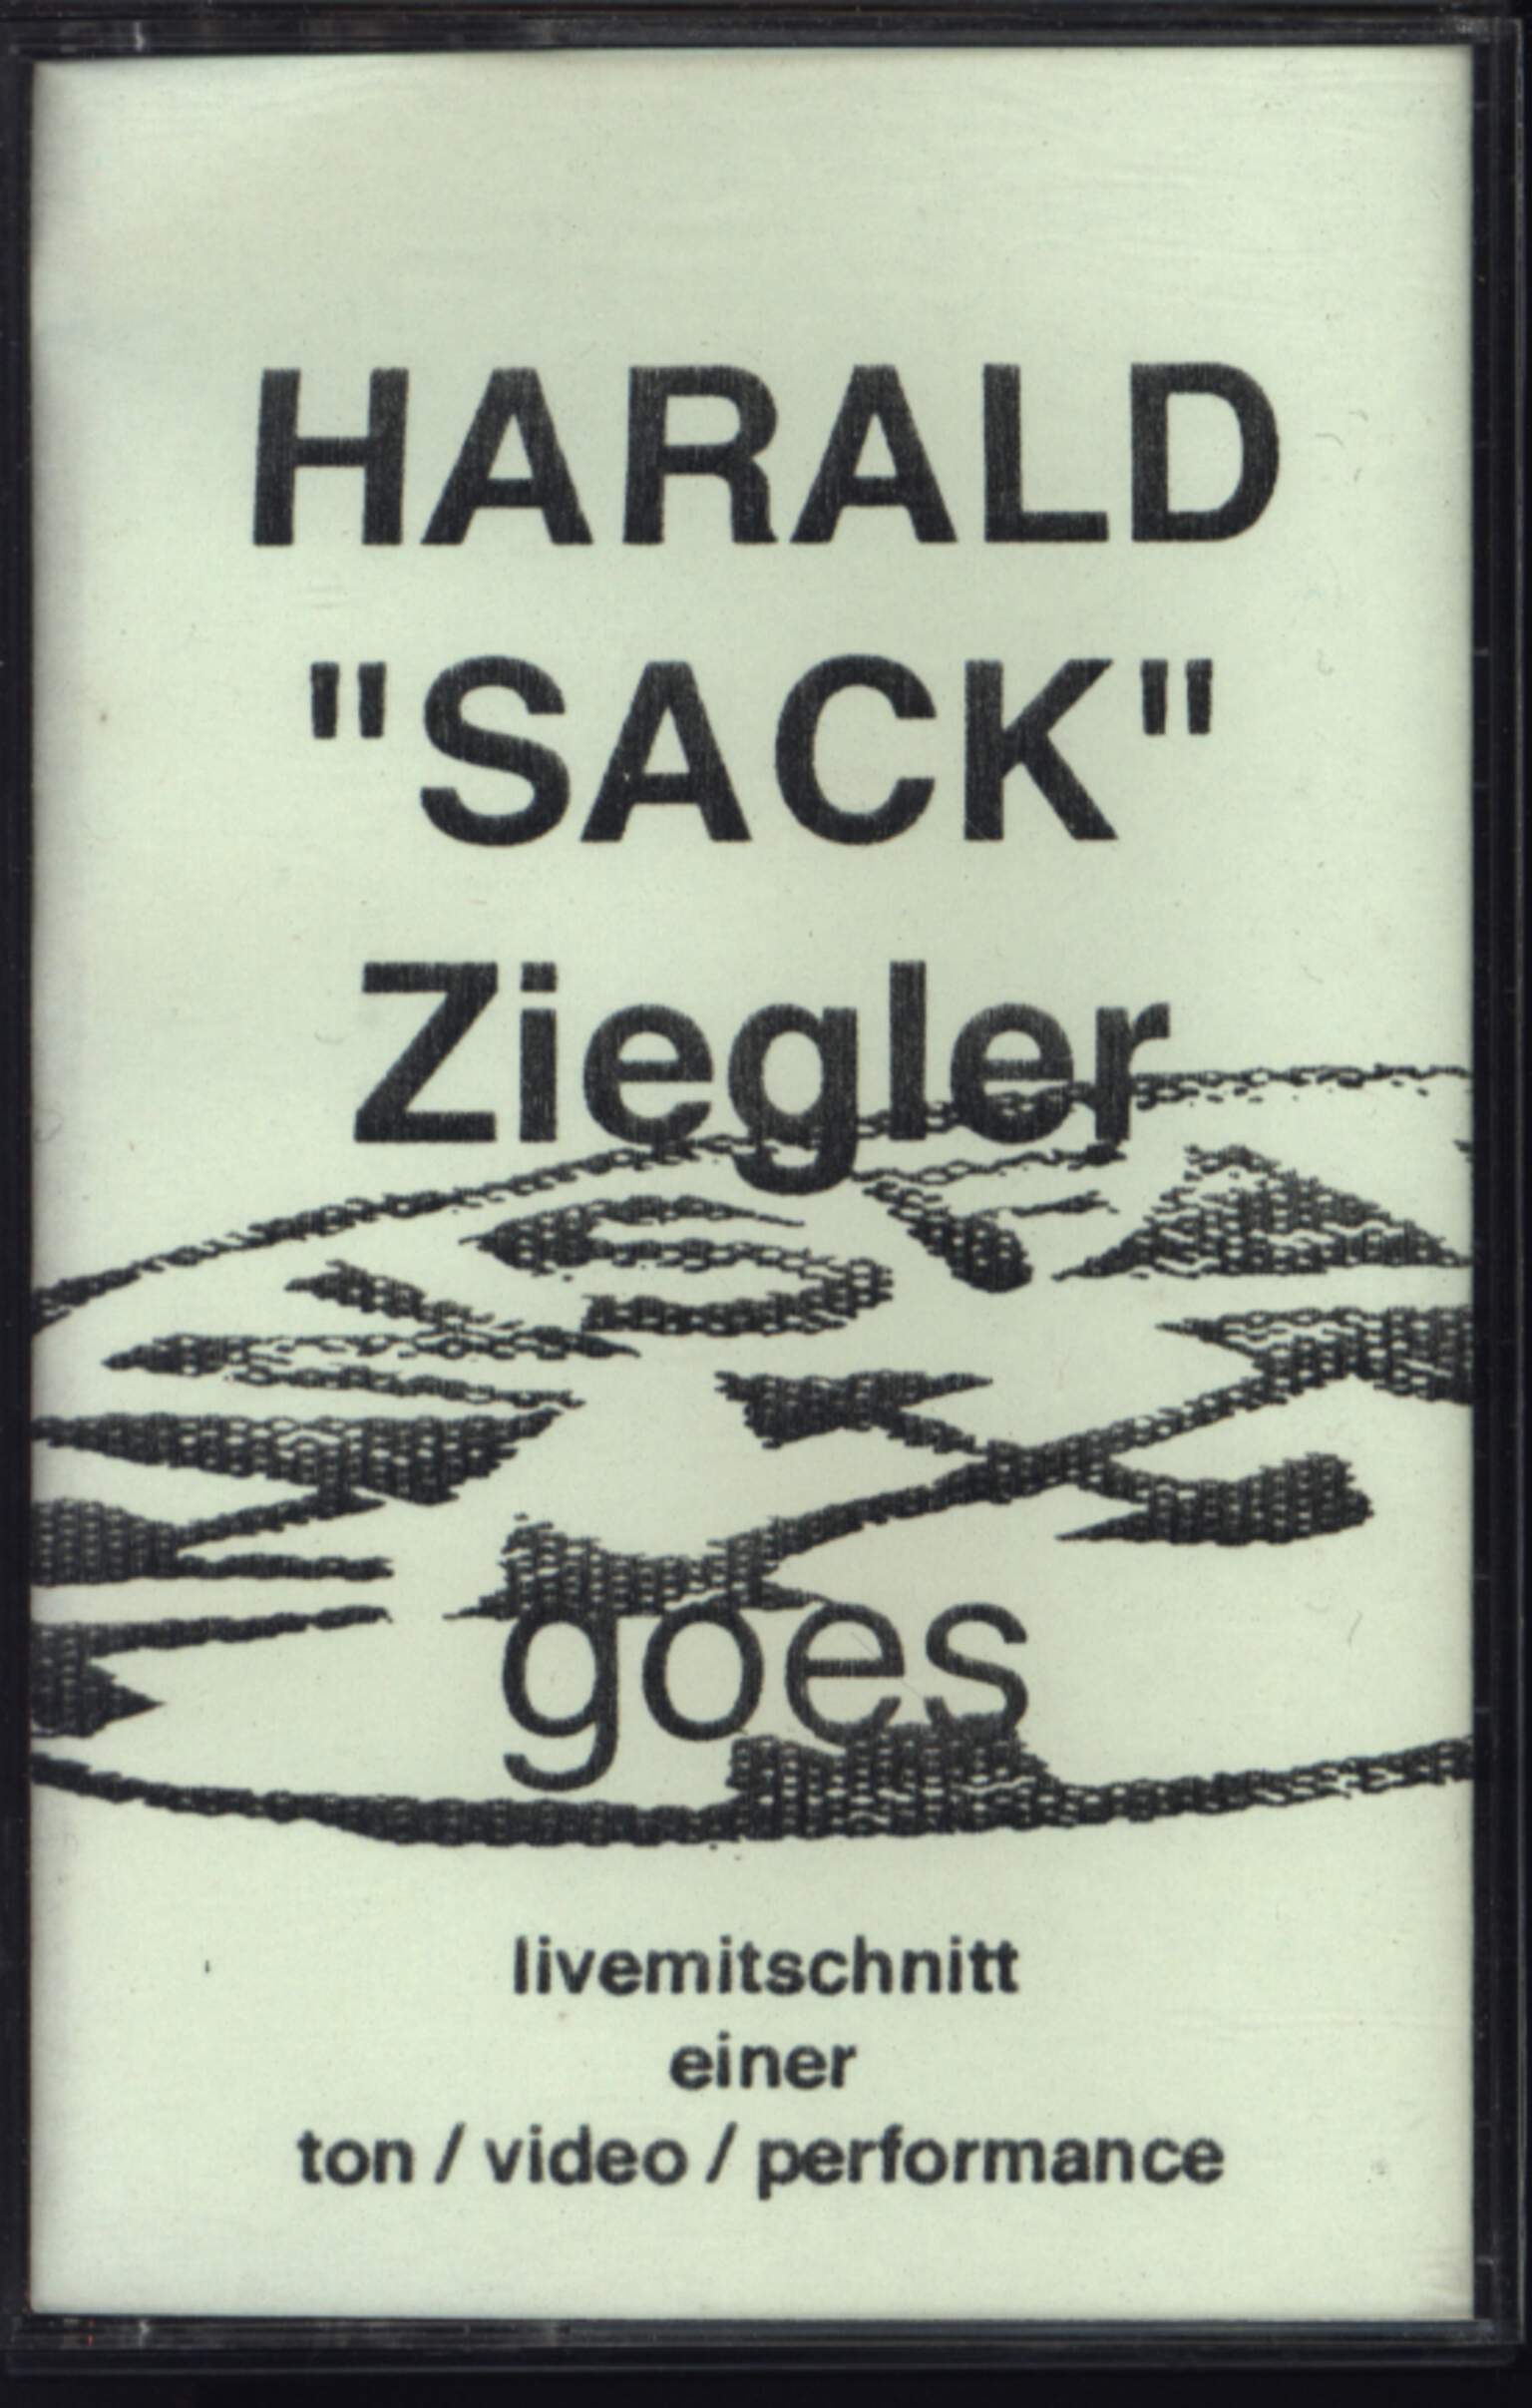 HARALD
"SACK"
Ziegler
goes
livemitschnitt
einer
ton / video / performance